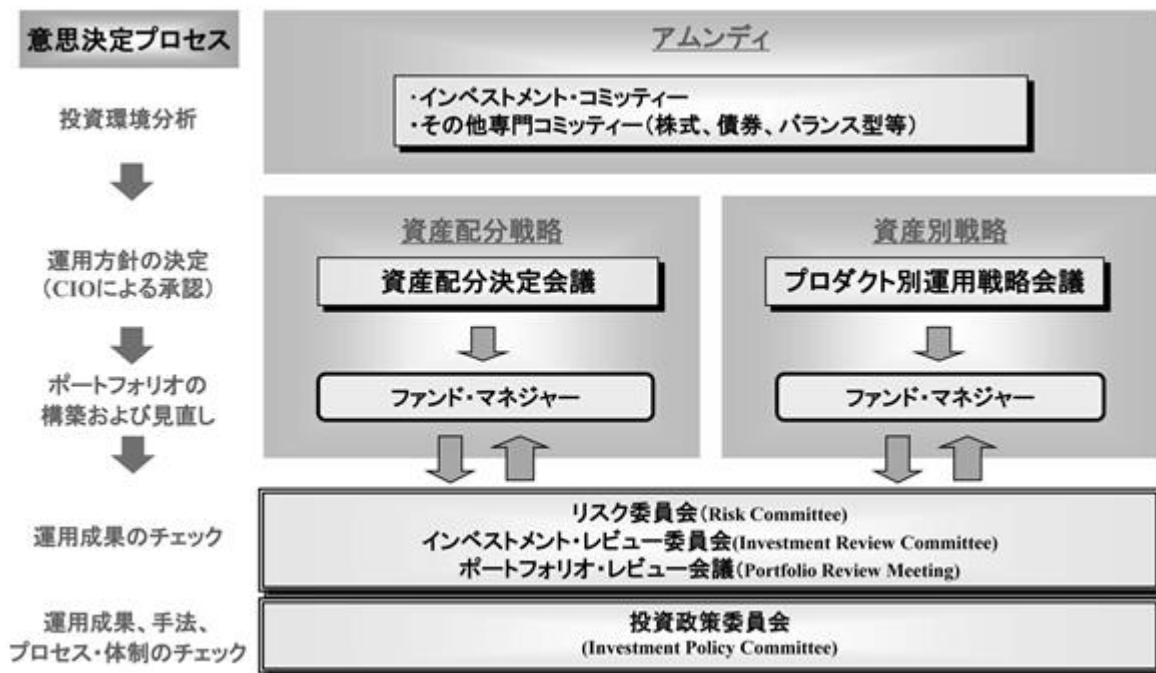 意思決定プロセス
アムンディ
投資環境分析
・インベストメント・コミッティー
・その他専門コミッティー(株式、債券、バランス型等)
運用方針の決定
(CIOによる承認)
資産配分戦略
資産配分決定会議
資産別戦略
プロダクト別運用戦略会議
ポートフォリオの
構築および見直し
ファンド・マネジャー
ファンド・マネジャー
運用成果のチェック
リスク委員会(Risk Committee)
インベストメント・レビュー委員会(Investment Review Committee)
ポートフォリオ・レビュー会議(Portfolio Review Meeting)
運用成果、手法、
プロセス・体制のチェック
投資政策委員会
(Investment Policy Committee)